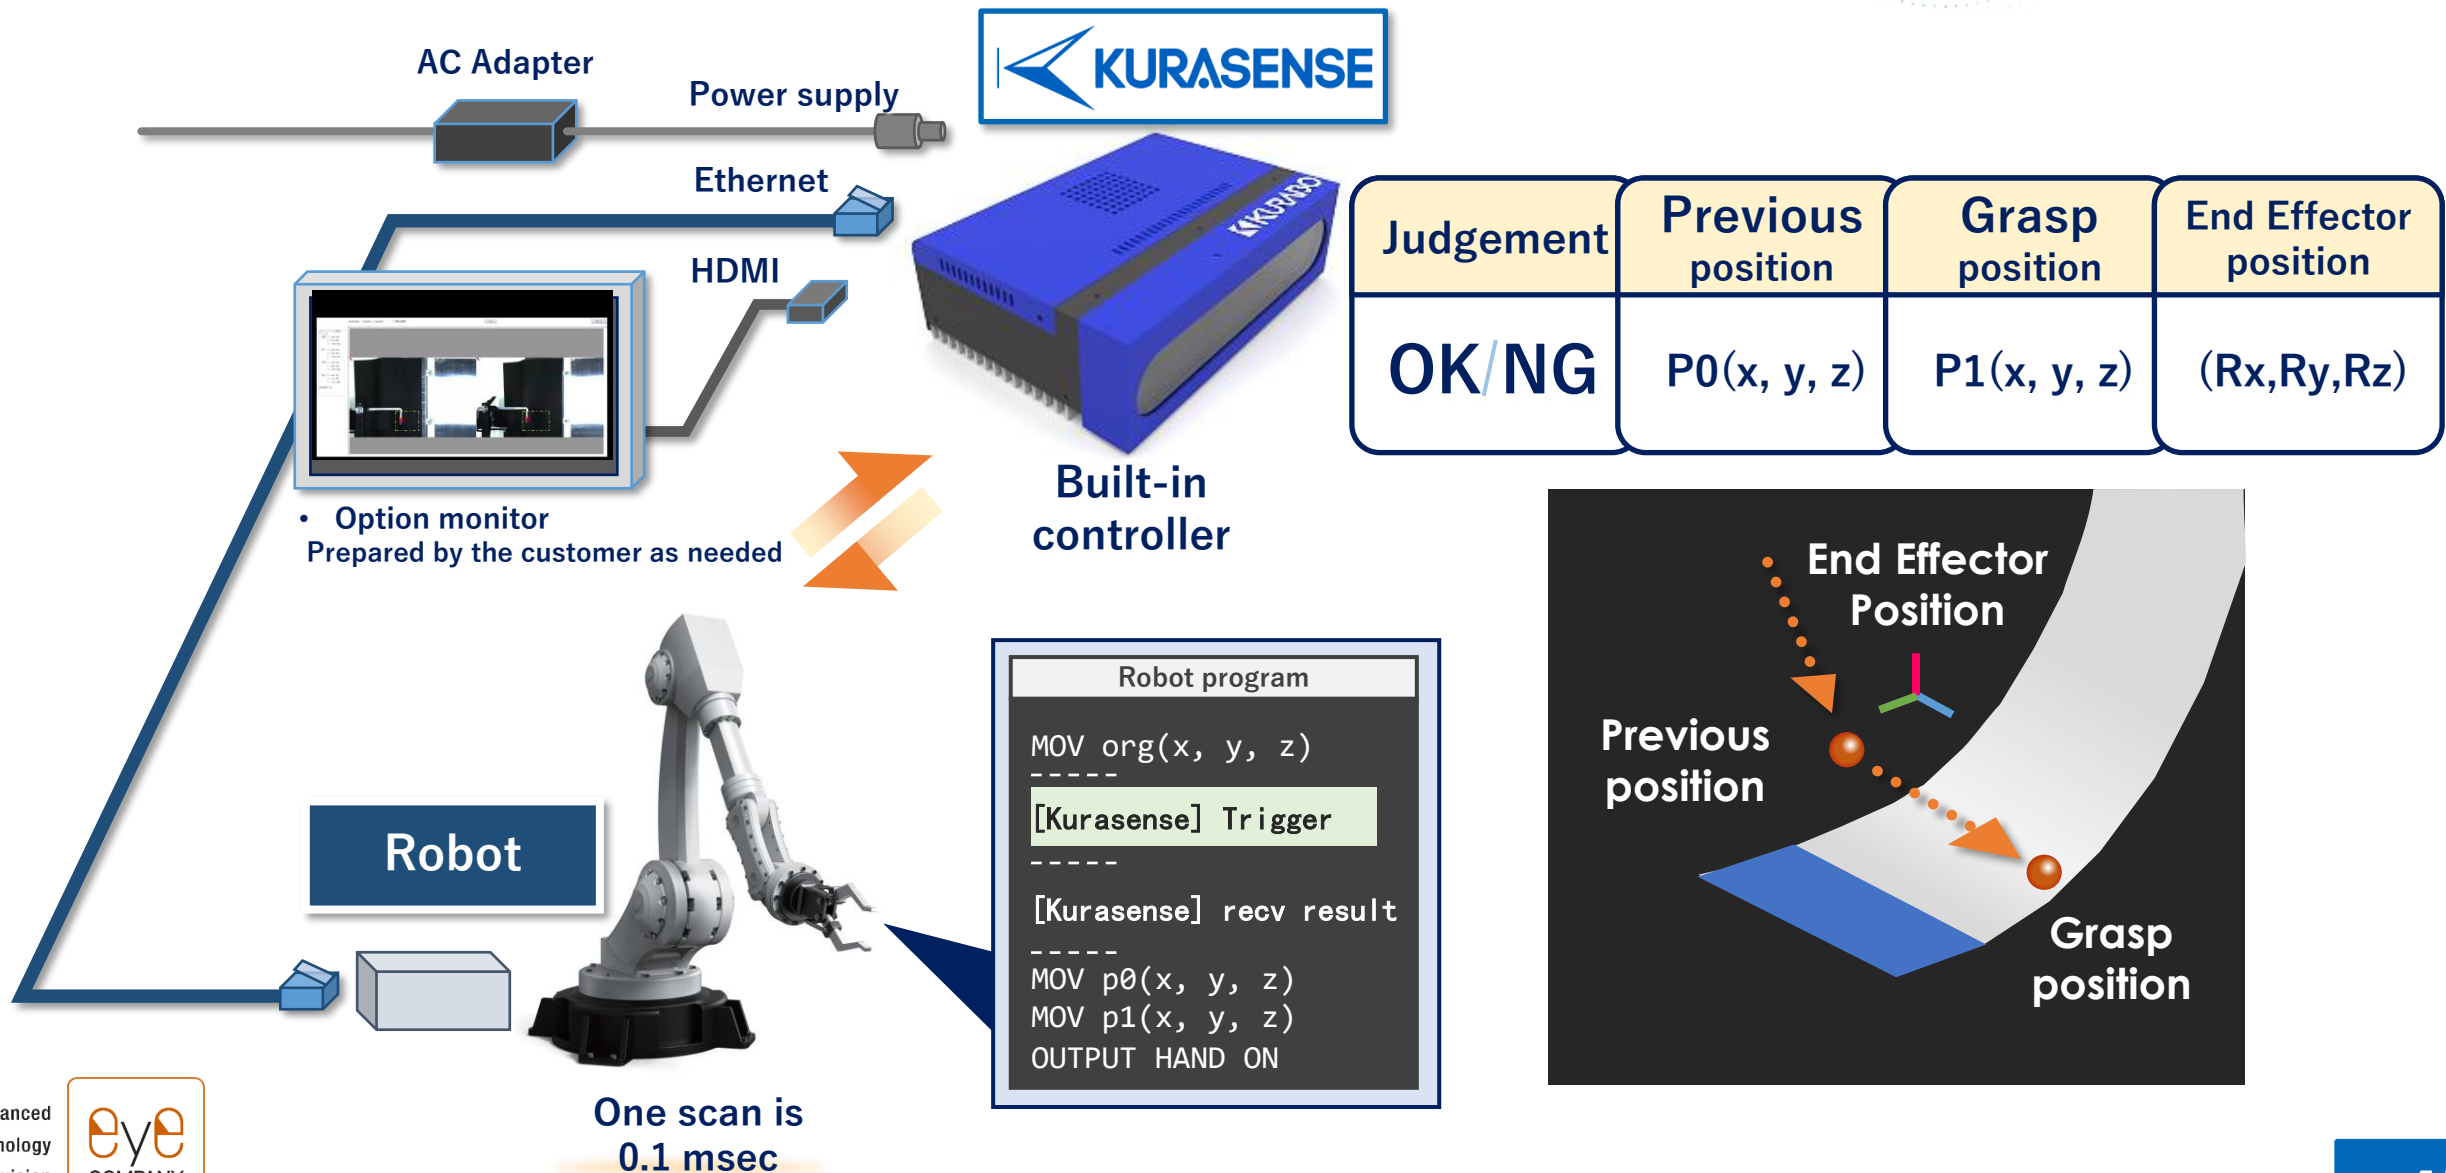 AC Adapter
Power supply
KURASENSE
Ethernet
HDMI
KURABO
Built-in
controller
• Option monitor
Prepared by the customer as needed
Judgement
Previous
position
Grasp
position
End Effector
position
OK/NG
P0(x, y, z)
P1(x, y, z)
(Rx,Ry,Rz)
End Effector
Position
Previous
position
Grasp
position
Robot
Robot program
MOV org(x, y, z)
-----
[Kurasense] Trigger
-----
[Kurasense] recv result
-----
MOV p0(x, y, z)
MOV p1(x, y, z)
OUTPUT HAND ON
One scan is
0.1 msec
eye
COMPANY